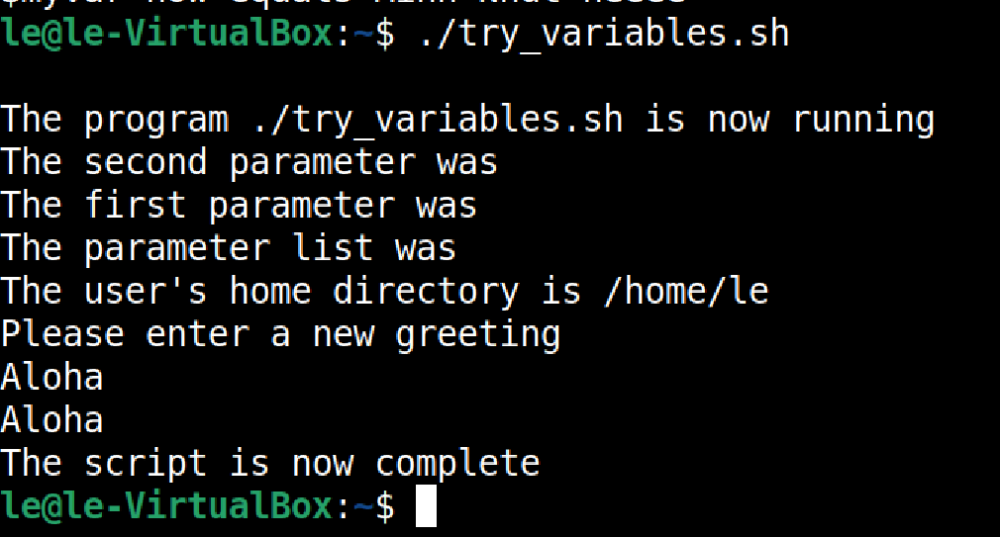 le@le-VirtualBox:~$ ./try_variables.sh
The program ./try_variables.sh is now running
The second parameter was
The first parameter was
The parameter list was
The user's home directory is /home/le
Please enter a new greeting
Aloha
Aloha
The script is now complete
le@le-VirtualBox:~$